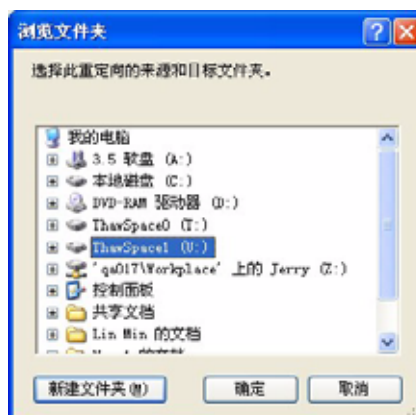 浏览文件夹
选择此重定向的来源和目标文件夹。
我的电脑
3.5 软盘 (A:)
本地磁盘 (C:)
DVD-RAM 驱动器 (D:)
ThawSpace0 (T:)
ThawSpace1 (U:)
'qa017\Workplace' 上的 Jerry (Z:)
控制面板
共享文档
Lin Min 的文档
的文档
新建文件夹(M)
确定
取消